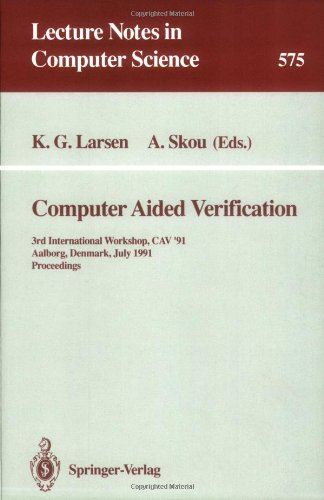 Lecture Notes in
Computer Science
575
K. G. Larsen A. Skou (Eds.)
Computer Aided Verification
3rd International Workshop, CAV '91
Aalborg, Denmark, July 1991
Proceedings
Springer-Verlag